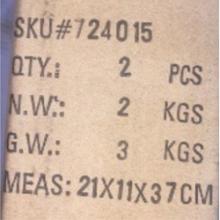 SKU#724015
QTY.: 2 PCS
N.W.: 2 KGS
G.W.: 3 KGS
MEAS: 21X11X37CM